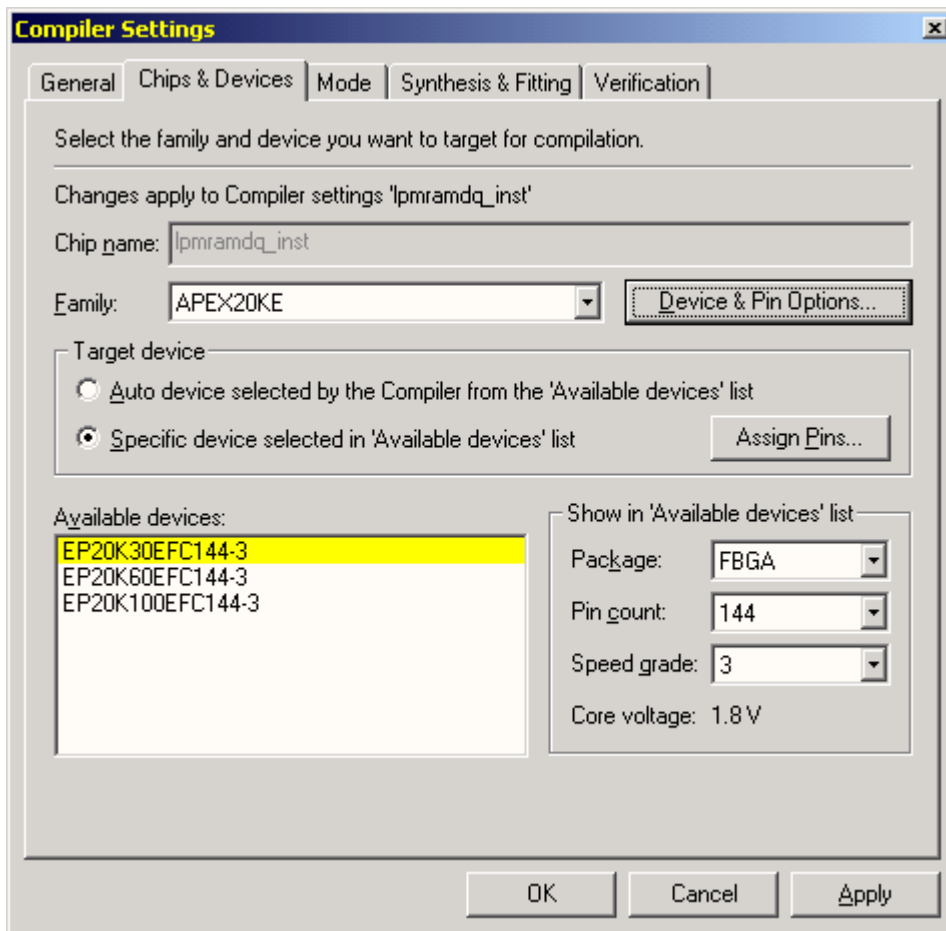 Compiler Settings
General Chips & Devices Mode Synthesis & Fitting Verification
Select the family and device you want to target for compilation.
Changes apply to Compiler settings 'lpmramdq_inst'
Chip name: lpmramdq_inst
Family: APEX20KE Device & Pin Options...
Target device
Auto device selected by the Compiler from the 'Available devices' list
Specific device selected in 'Available devices' list Assign Pins...
Available devices:
EP20K30EFC144-3
EP20K60EFC144-3
EP20K100EFC144-3
Show in 'Available devices' list
Package: FBGA
Pin count: 144
Speed grade: 3
Core voltage: 1.8 V
OK Cancel Apply